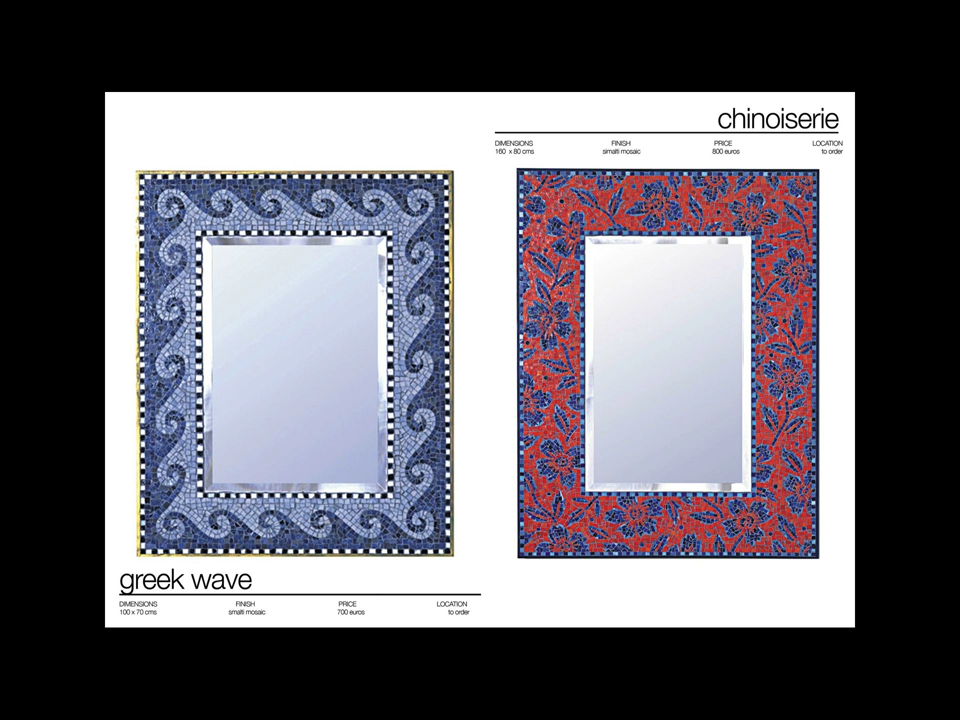 chinoiserie
DIMENSIONS FINISH PRICE LOCATION
160 x 80 cms simalti mosaic 800 euros to order
greek wave
DIMENSIONS FINISH PRICE LOCATION
100 x 70 cms smalti mosaic 700 euros to order